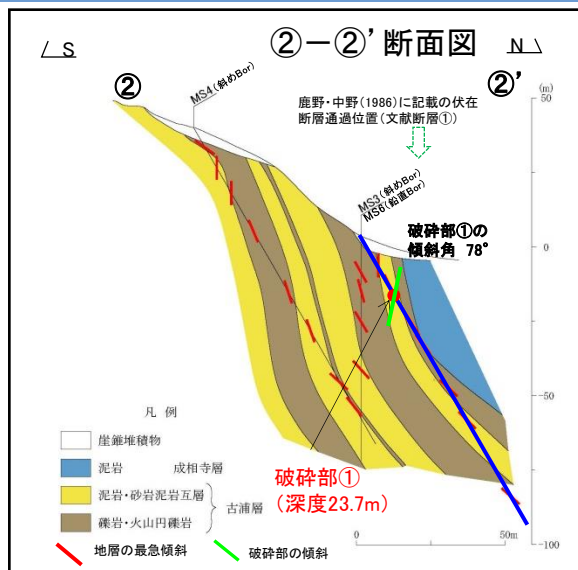 ②－②’断面図
S
N
②
②’
MS4(斜めBor)
鹿野・中野(1986)に記載の伏在
断層通過位置(文献断層①)
MS3(斜めBor)
MS6(鉛直Bor)
破砕部①の
傾斜角 78°
(m)
50
0
-50
-100
凡 例
崖錐堆積物
泥岩 成相寺層
泥岩・砂岩泥岩互層
礫岩・火山円礫岩
古浦層
破砕部①
(深度23.7m)
地層の最急傾斜
破砕部の傾斜
0 50m